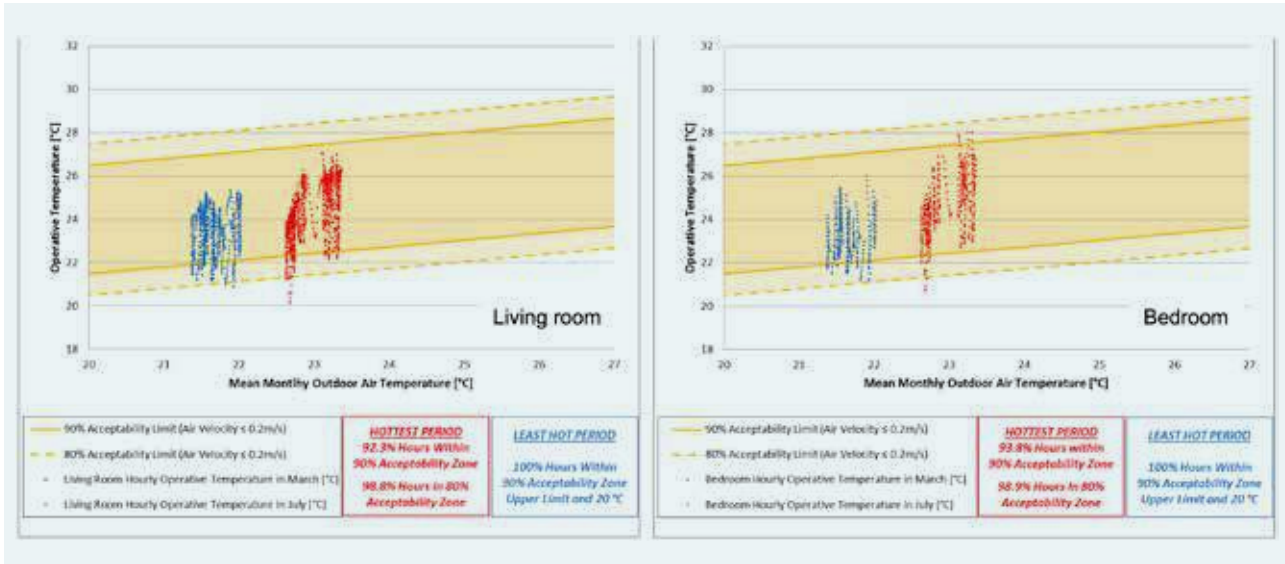 32
30
28
26
24
22
20
18
Operative Temperature [°C]
20 21 22 23 24 25 26 27
Mean Monthly Outdoor Air Temperature [°C]
Living room
90% Acceptability Limit (Air Velocity ≤ 0.2m/s)
80% Acceptability Limit (Air Velocity ≤ 0.2m/s)
Living Room Hourly Operative Temperature in March [°C]
Living Room Hourly Operative Temperature in July [°C]
HOTTEST PERIOD
92.3% Hours Within
90% Acceptability Zone
98.8% Hours in 80%
Acceptability Zone
LEAST HOT PERIOD
100% Hours Within
90% Acceptability Zone
Upper Limit and 20 °C
32
30
28
26
24
22
20
18
Operative Temperature [°C]
20 21 22 23 24 25 26 27
Mean Monthly Outdoor Air Temperature [°C]
Bedroom
90% Acceptability Limit (Air Velocity ≤ 0.2m/s)
80% Acceptability Limit (Air Velocity ≤ 0.2m/s)
Bedroom Hourly Operative Temperature in March [°C]
Bedroom Hourly Operative Temperature in July [°C]
HOTTEST PERIOD
93.8% Hours within
90% Acceptability Zone
98.9% Hours in 80%
Acceptability Zone
LEAST HOT PERIOD
100% Hours Within
90% Acceptability Zone
Upper Limit and 20 °C